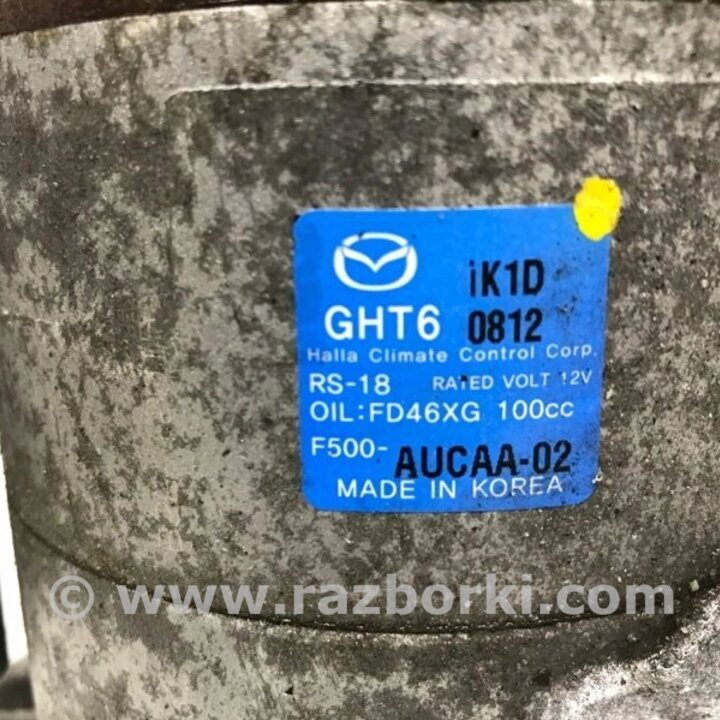 iK1D
GHT6 0812
Halla Climate Control Corp.
RS-18 RATED VOLT 12V
OIL:FD46XG 100cc
F500-AUCAA-02
MADE IN KOREA
© www.razborki.com